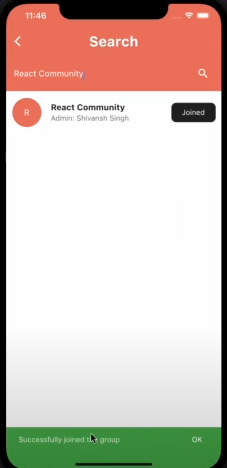 11:46
Search
React Community
R
React Community
Admin: Shivansh Singh
Joined
Successfully joined the group
OK